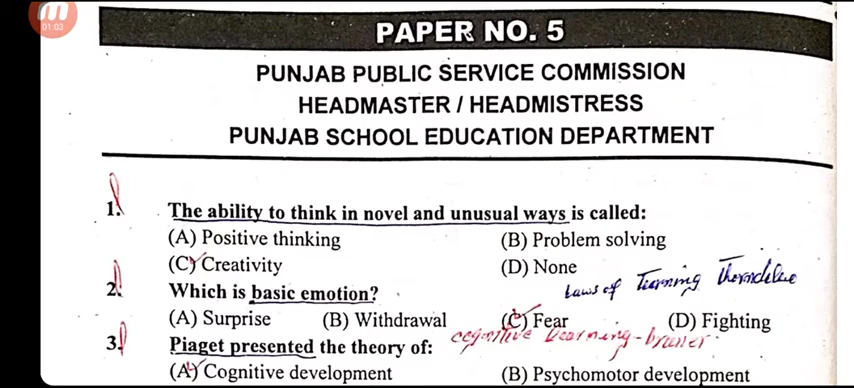 01:03
PAPER NO. 5
PUNJAB PUBLIC SERVICE COMMISSION
HEADMASTER / HEADMISTRESS
PUNJAB SCHOOL EDUCATION DEPARTMENT
1. The ability to think in novel and unusual ways is called:
(A) Positive thinking (B) Problem solving
(C) Creativity (D) None
Laws of
2. Which is basic emotion?
(A) Surprise (B) Withdrawal (C) Fear (D) Fighting
cognitive learning - bruner
3. Piaget presented the theory of:
(A) Cognitive development (B) Psychomotor development